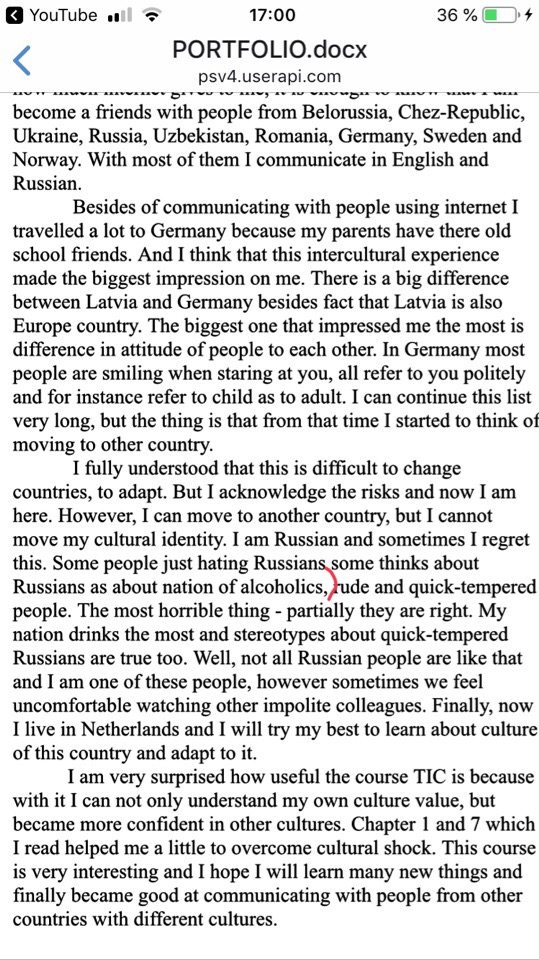 YouTube 17:00 36 %
PORTFOLIO.docx
psv4.userapi.com
how much internet gives to me, it is enough to know that I am
become a friends with people from Belorussia, Chez-Republic,
Ukraine, Russia, Uzbekistan, Romania, Germany, Sweden and
Norway. With most of them I communicate in English and
Russian.
Besides of communicating with people using internet I
travelled a lot to Germany because my parents have there old
school friends. And I think that this intercultural experience
made the biggest impression on me. There is a big difference
between Latvia and Germany besides fact that Latvia is also
Europe country. The biggest one that impressed me the most is
difference in attitude of people to each other. In Germany most
people are smiling when staring at you, all refer to you politely
and for instance refer to child as to adult. I can continue this list
very long, but the thing is that from that time I started to think of
moving to other country.
I fully understood that this is difficult to change
countries, to adapt. But I acknowledge the risks and now I am
here. However, I can move to another country, but I cannot
move my cultural identity. I am Russian and sometimes I regret
this. Some people just hating Russians,some thinks about
Russians as about nation of alcoholics, rude and quick-tempered
people. The most horrible thing - partially they are right. My
nation drinks the most and stereotypes about quick-tempered
Russians are true too. Well, not all Russian people are like that
and I am one of these people, however sometimes we feel
uncomfortable watching other impolite colleagues. Finally, now
I live in Netherlands and I will try my best to learn about culture
of this country and adapt to it.
I am very surprised how useful the course TIC is because
with it I can not only understand my own culture value, but
became more confident in other cultures. Chapter 1 and 7 which
I read helped me a little to overcome cultural shock. This course
is very interesting and I hope I will learn many new things and
finally became good at communicating with people from other
countries with different cultures.